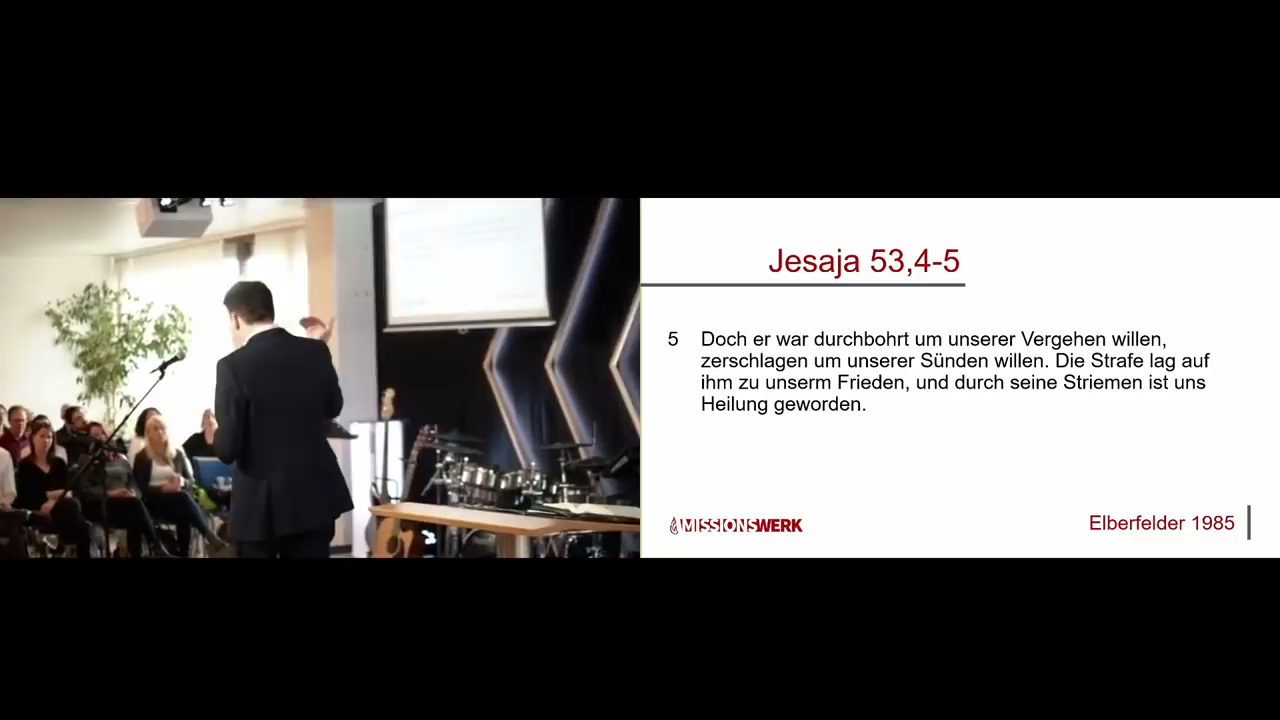 Jesaja 53,4-5
5 Doch er war durchbohrt um unserer Vergehen willen,
zerschlagen um unserer Sünden willen. Die Strafe lag auf
ihm zu unserm Frieden, und durch seine Striemen ist uns
Heilung geworden.
MISSIONSWERK
Elberfelder 1985